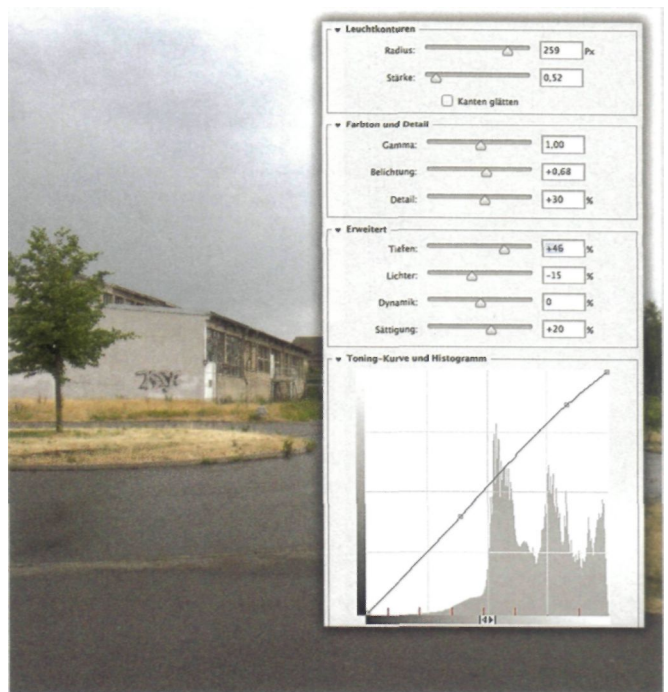 Leuchtkonturen
Radius: 259 Px
Stärke: 0,52
Kanten glätten
Farbton und Detail
Gamma: 1,00
Belichtung: +0,68
Detail: +30 %
Erweitert
Tiefen: +46 %
Lichter: -15 %
Dynamik: 0 %
Sättigung: +20 %
Toning-Kurve und Histogramm